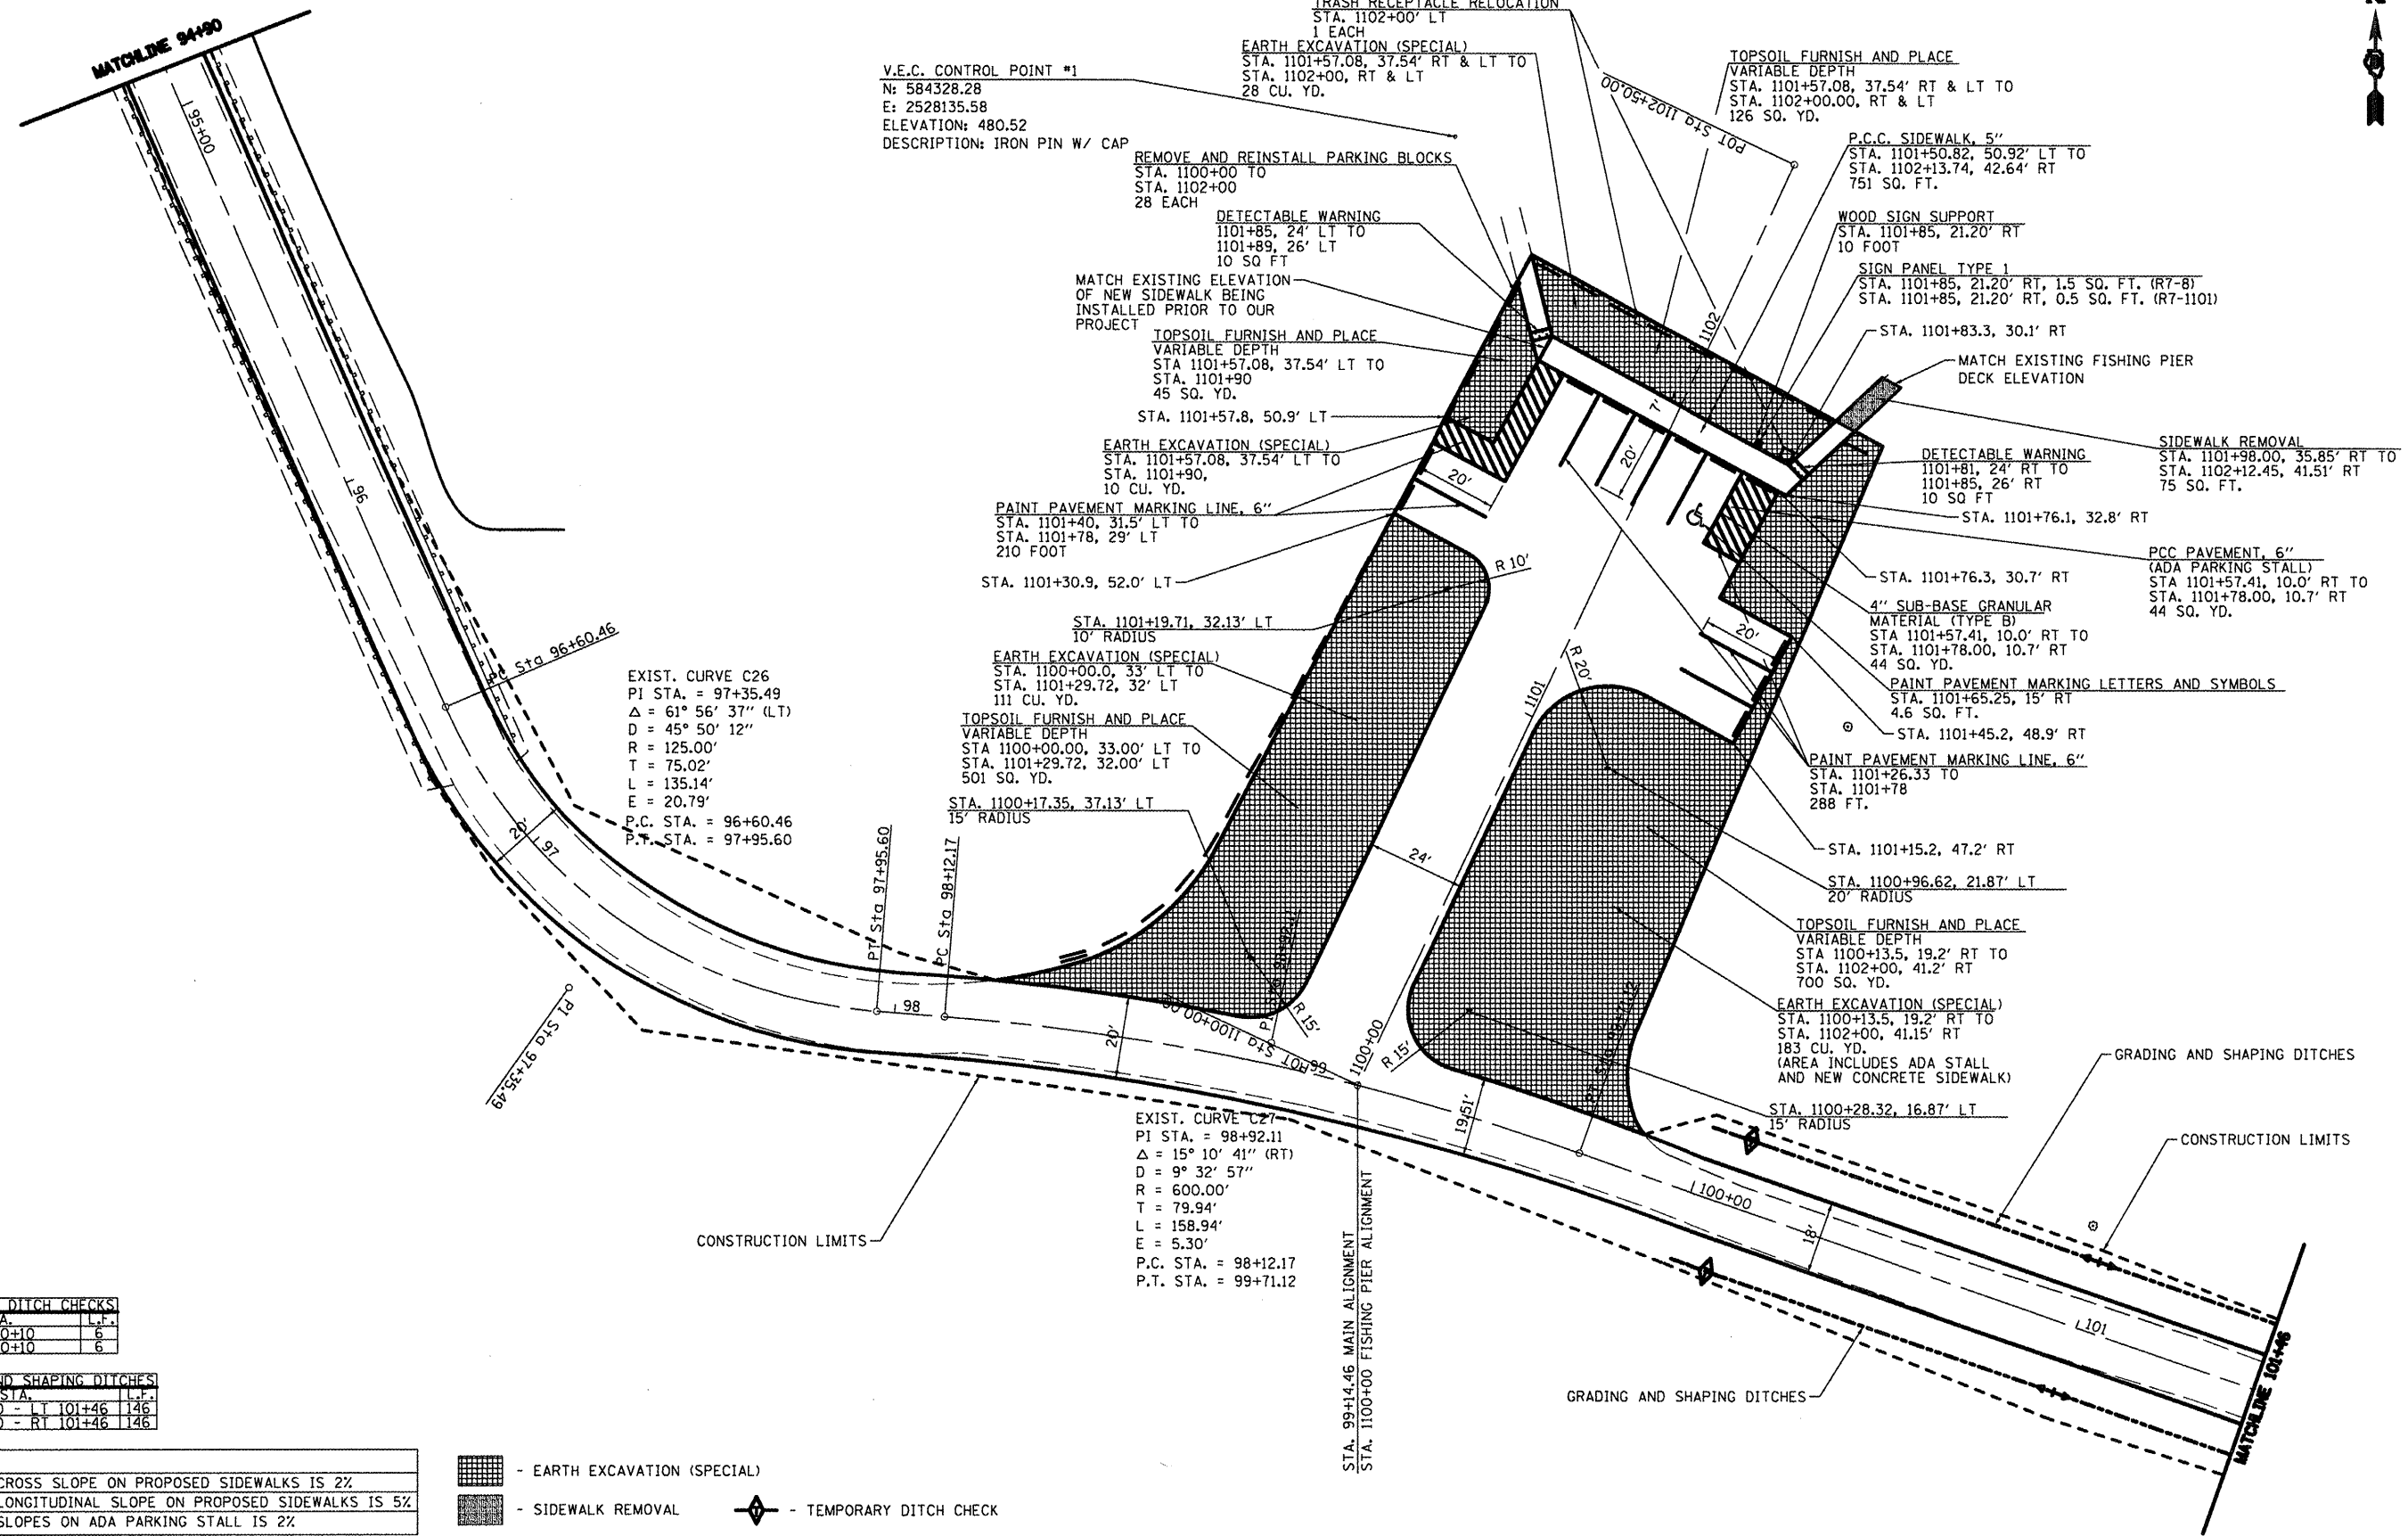 MATCHLINE 94+90
95+00
96
PC Sta 96+60.46
97
20'
PI Sta 97+35.49
EXIST. CURVE C26
PI STA. = 97+35.49
Δ = 61° 56' 37" (LT)
D = 45° 50' 12"
R = 125.00'
T = 75.02'
L = 135.14'
E = 20.79'
P.C. STA. = 96+60.46
P.T. STA. = 97+95.60
PT Sta 97+95.60
PC Sta 98+12.17
98
20'
V.E.C. CONTROL POINT #1
N: 584328.28
E: 2528135.58
ELEVATION: 480.52
DESCRIPTION: IRON PIN W/ CAP
TRASH RECEPTACLE RELOCATION
STA. 1102+00' LT
1 EACH
EARTH EXCAVATION (SPECIAL)
STA. 1101+57.08, 37.54' RT & LT TO
STA. 1102+00, RT & LT
28 CU. YD.
REMOVE AND REINSTALL PARKING BLOCKS
STA. 1100+00 TO
STA. 1102+00
28 EACH
DETECTABLE WARNING
1101+85, 24' LT TO
1101+89, 26' LT
10 SQ FT
MATCH EXISTING ELEVATION
OF NEW SIDEWALK BEING
INSTALLED PRIOR TO OUR
PROJECT
TOPSOIL FURNISH AND PLACE
VARIABLE DEPTH
STA 1101+57.08, 37.54' LT TO
STA. 1101+90
45 SQ. YD.
STA. 1101+57.8, 50.9' LT
EARTH EXCAVATION (SPECIAL)
STA. 1101+57.08, 37.54' LT TO
STA. 1101+90,
10 CU. YD.
PAINT PAVEMENT MARKING LINE, 6"
STA. 1101+40, 31.5' LT TO
STA. 1101+78, 29' LT
210 FOOT
STA. 1101+30.9, 52.0' LT
STA. 1101+19.71, 32.13' LT
10' RADIUS
EARTH EXCAVATION (SPECIAL)
STA. 1100+00.0, 33' LT TO
STA. 1101+29.72, 32' LT
111 CU. YD.
TOPSOIL FURNISH AND PLACE
VARIABLE DEPTH
STA 1100+00.00, 33.00' LT TO
STA. 1101+29.72, 32.00' LT
501 SQ. YD.
STA. 1100+17.35, 37.13' LT
15' RADIUS
N
POT Sta 1102+50.00
TOPSOIL FURNISH AND PLACE
VARIABLE DEPTH
STA. 1101+57.08, 37.54' RT & LT TO
STA. 1102+00.00, RT & LT
126 SQ. YD.
P.C.C. SIDEWALK, 5"
STA. 1101+50.82, 50.92' LT TO
STA. 1102+13.74, 42.64' RT
751 SQ. FT.
WOOD SIGN SUPPORT
STA. 1101+85, 21.20' RT
10 FOOT
SIGN PANEL TYPE 1
STA. 1101+85, 21.20' RT, 1.5 SQ. FT. (R7-8)
STA. 1101+85, 21.20' RT, 0.5 SQ. FT. (R7-1101)
STA. 1101+83.3, 30.1' RT
MATCH EXISTING FISHING PIER
DECK ELEVATION
SIDEWALK REMOVAL
STA. 1101+98.00, 35.85' RT TO
STA. 1102+12.45, 41.51' RT
75 SQ. FT.
DETECTABLE WARNING
1101+81, 24' RT TO
1101+85, 26' RT
10 SQ FT
STA. 1101+76.1, 32.8' RT
PCC PAVEMENT, 6"
(ADA PARKING STALL)
STA 1101+57.41, 10.0' RT TO
STA. 1101+78.00, 10.7' RT
44 SQ. YD.
STA. 1101+76.3, 30.7' RT
4" SUB-BASE GRANULAR
MATERIAL (TYPE B)
STA 1101+57.41, 10.0' RT TO
STA. 1101+78.00, 10.7' RT
44 SQ. YD.
PAINT PAVEMENT MARKING LETTERS AND SYMBOLS
STA. 1101+65.25, 15' RT
4.6 SQ. FT.
STA. 1101+45.2, 48.9' RT
PAINT PAVEMENT MARKING LINE, 6"
STA. 1101+26.33 TO
STA. 1101+78
288 FT.
STA. 1101+15.2, 47.2' RT
STA. 1100+96.62, 21.87' LT
20' RADIUS
TOPSOIL FURNISH AND PLACE
VARIABLE DEPTH
STA 1100+13.5, 19.2' RT TO
STA. 1102+00, 41.2' RT
700 SQ. YD.
EARTH EXCAVATION (SPECIAL)
STA. 1100+13.5, 19.2' RT TO
STA. 1102+00, 41.15' RT
183 CU. YD.
(AREA INCLUDES ADA STALL
AND NEW CONCRETE SIDEWALK)
STA. 1100+28.32, 16.87' LT
15' RADIUS
1102
7'
20'
20'
20'
R 10'
R 20'
1101
24'
R 15'
R 15'
1100+00
POT Sta 1100+00.00
19.51'
EXIST. CURVE C27
PI STA. = 98+92.11
Δ = 15° 10' 41" (RT)
D = 9° 32' 57"
R = 600.00'
T = 79.94'
L = 158.94'
E = 5.30'
P.C. STA. = 98+12.17
P.T. STA. = 99+71.12
STA. 99+14.46 MAIN ALIGNMENT
STA. 1100+00 FISHING PIER ALIGNMENT
CONSTRUCTION LIMITS
GRADING AND SHAPING DITCHES
CONSTRUCTION LIMITS
100+00
18'
101
GRADING AND SHAPING DITCHES
MATCHLINE 101+46
DITCH CHECKS
A. L.F.
0+10 6
0+10 6
ND SHAPING DITCHES
STA. L.F.
0 - LT 101+46 146
0 - RT 101+46 146
CROSS SLOPE ON PROPOSED SIDEWALKS IS 2%
LONGITUDINAL SLOPE ON PROPOSED SIDEWALKS IS 5%
SLOPES ON ADA PARKING STALL IS 2%
- EARTH EXCAVATION (SPECIAL)
- SIDEWALK REMOVAL
- TEMPORARY DITCH CHECK